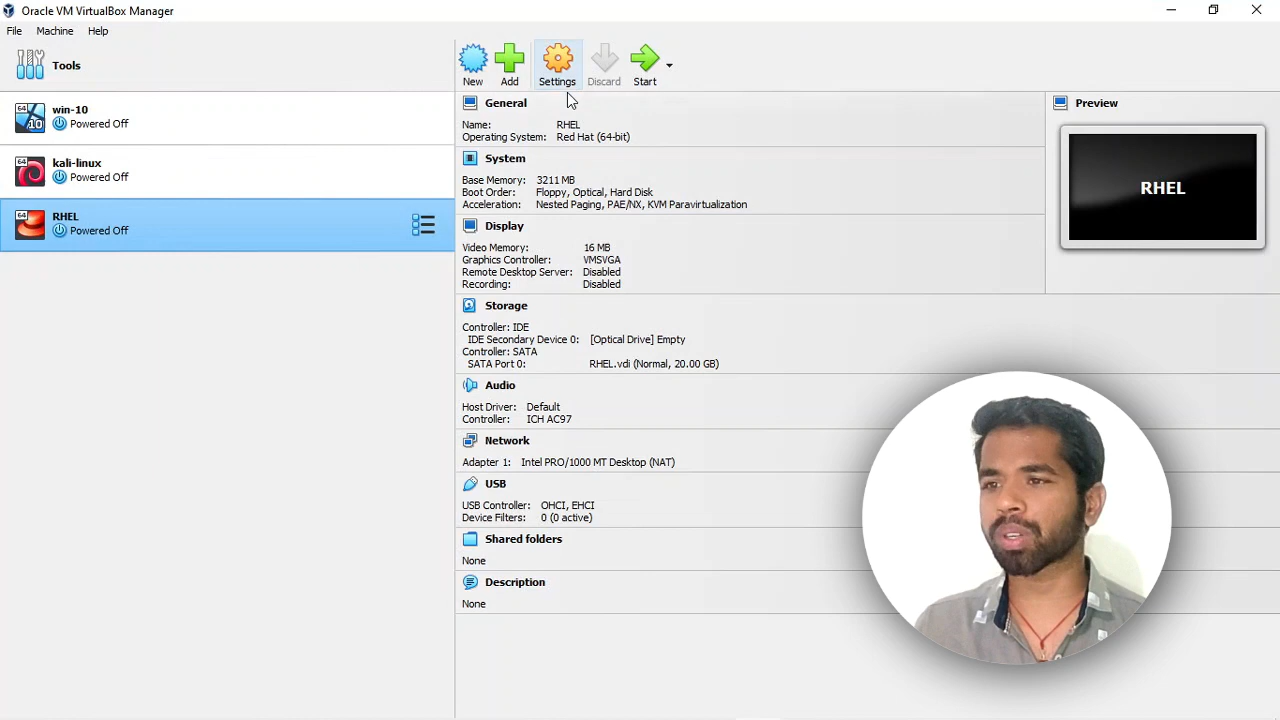 Oracle VM VirtualBox Manager
File Machine Help
Tools
New Add Settings Discard Start
64
10
win-10
Powered Off
64
kali-linux
Powered Off
64
RHEL
Powered Off
General
Name: RHEL
Operating System: Red Hat (64-bit)
System
Base Memory: 3211 MB
Boot Order: Floppy, Optical, Hard Disk
Acceleration: Nested Paging, PAE/NX, KVM Paravirtualization
Display
Video Memory: 16 MB
Graphics Controller: VMSVGA
Remote Desktop Server: Disabled
Recording: Disabled
Preview
RHEL
Storage
Controller: IDE
IDE Secondary Device 0: [Optical Drive] Empty
Controller: SATA
SATA Port 0: RHEL.vdi (Normal, 20.00 GB)
Audio
Host Driver: Default
Controller: ICH AC97
Network
Adapter 1: Intel PRO/1000 MT Desktop (NAT)
USB
USB Controller: OHCI, EHCI
Device Filters: 0 (0 active)
Shared folders
None
Description
None